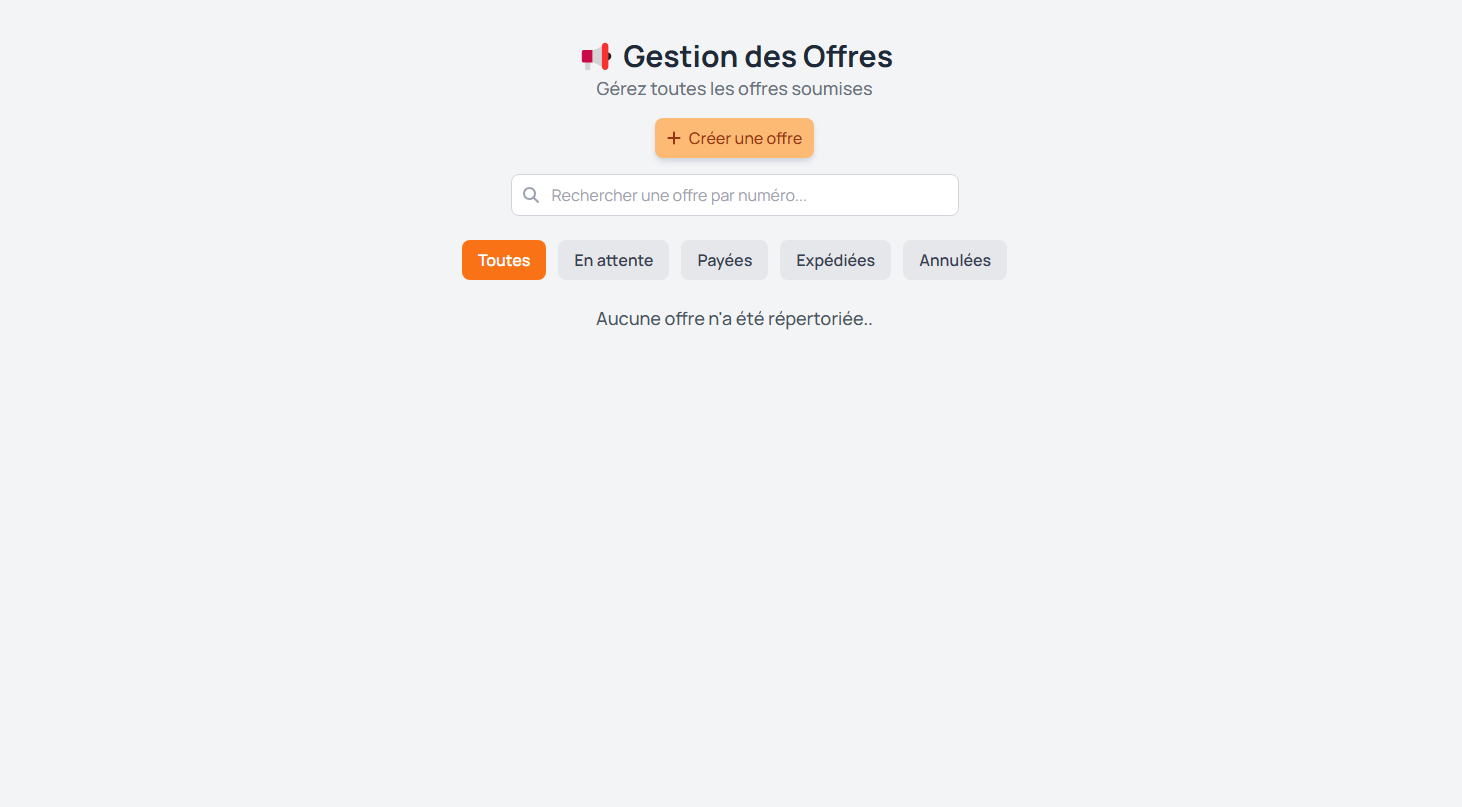 Gestion des Offres
Gérez toutes les offres soumises
Créer une offre
Rechercher une offre par numéro...
Toutes En attente Payées Expédiées Annulées
Aucune offre n'a été répertoriée..